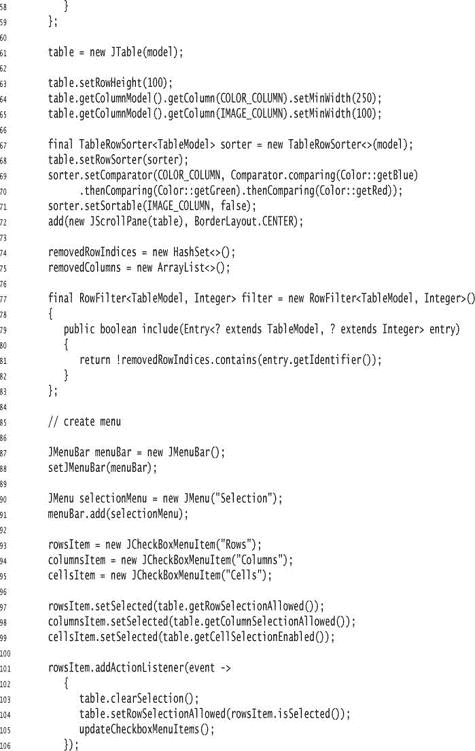 58          }
59       };
60
61       table = new JTable(model);
62
63       table.setRowHeight(100);
64       table.getColumnModel().getColumn(COLOR_COLUMN).setMinWidth(250);
65       table.getColumnModel().getColumn(IMAGE_COLUMN).setMinWidth(100);
66
67       final TableRowSorter<TableModel> sorter = new TableRowSorter<>(model);
68       table.setRowSorter(sorter);
69       sorter.setComparator(COLOR_COLUMN, Comparator.comparing(Color::getBlue)
70             .thenComparing(Color::getGreen).thenComparing(Color::getRed));
71       sorter.setSortable(IMAGE_COLUMN, false);
72       add(new JScrollPane(table), BorderLayout.CENTER);
73
74       removedRowIndices = new HashSet<>();
75       removedColumns = new ArrayList<>();
76
77       final RowFilter<TableModel, Integer> filter = new RowFilter<TableModel, Integer>()
78       {
79          public boolean include(Entry<? extends TableModel, ? extends Integer> entry)
80          {
81             return !removedRowIndices.contains(entry.getIdentifier());
82          }
83       };
84
85       // create menu
86
87       JMenuBar menuBar = new JMenuBar();
88       setJMenuBar(menuBar);
89
90       JMenu selectionMenu = new JMenu("Selection");
91       menuBar.add(selectionMenu);
92
93       rowsItem = new JCheckBoxMenuItem("Rows");
94       columnsItem = new JCheckBoxMenuItem("Columns");
95       cellsItem = new JCheckBoxMenuItem("Cells");
96
97       rowsItem.setSelected(table.getRowSelectionAllowed());
98       columnsItem.setSelected(table.getColumnSelectionAllowed());
99       cellsItem.setSelected(table.getCellSelectionEnabled());
100
101      rowsItem.addActionListener(event ->
102         {
103            table.clearSelection();
104            table.setRowSelectionAllowed(rowsItem.isSelected());
105            updateCheckboxMenuItems();
106         });